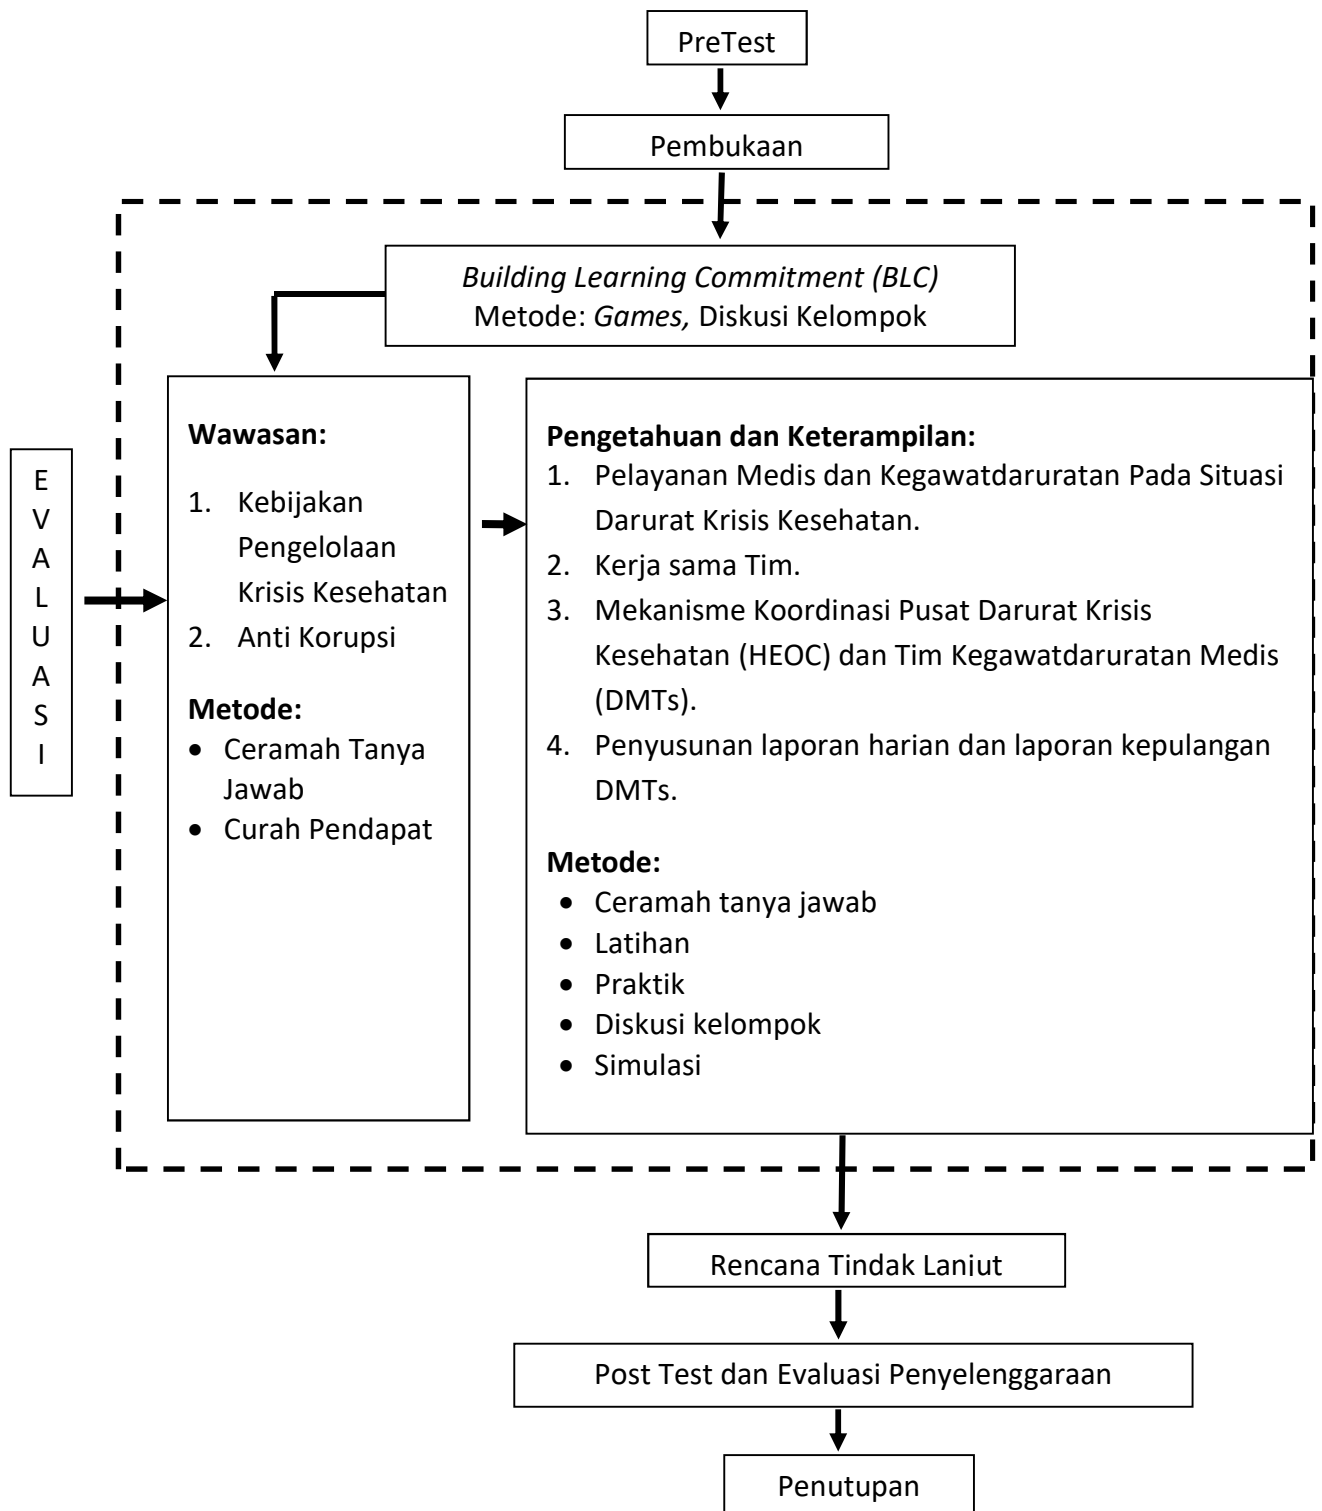 PreTest
Pembukaan
Building Learning Commitment (BLC)
Metode: Games, Diskusi Kelompok
E
V
A
L
U
A
S
I
Wawasan:
1. Kebijakan
Pengelolaan
Krisis Kesehatan
2. Anti Korupsi
Metode:
• Ceramah Tanya
Jawab
• Curah Pendapat
Pengetahuan dan Keterampilan:
1. Pelayanan Medis dan Kegawatdaruratan Pada Situasi
Darurat Krisis Kesehatan.
2. Kerja sama Tim.
3. Mekanisme Koordinasi Pusat Darurat Krisis
Kesehatan (HEOC) dan Tim Kegawatdaruratan Medis
(DMTs).
4. Penyusunan laporan harian dan laporan kepulangan
DMTs.
Metode:
• Ceramah tanya jawab
• Latihan
• Praktik
• Diskusi kelompok
• Simulasi
Rencana Tindak Lanjut
Post Test dan Evaluasi Penyelenggaraan
Penutupan